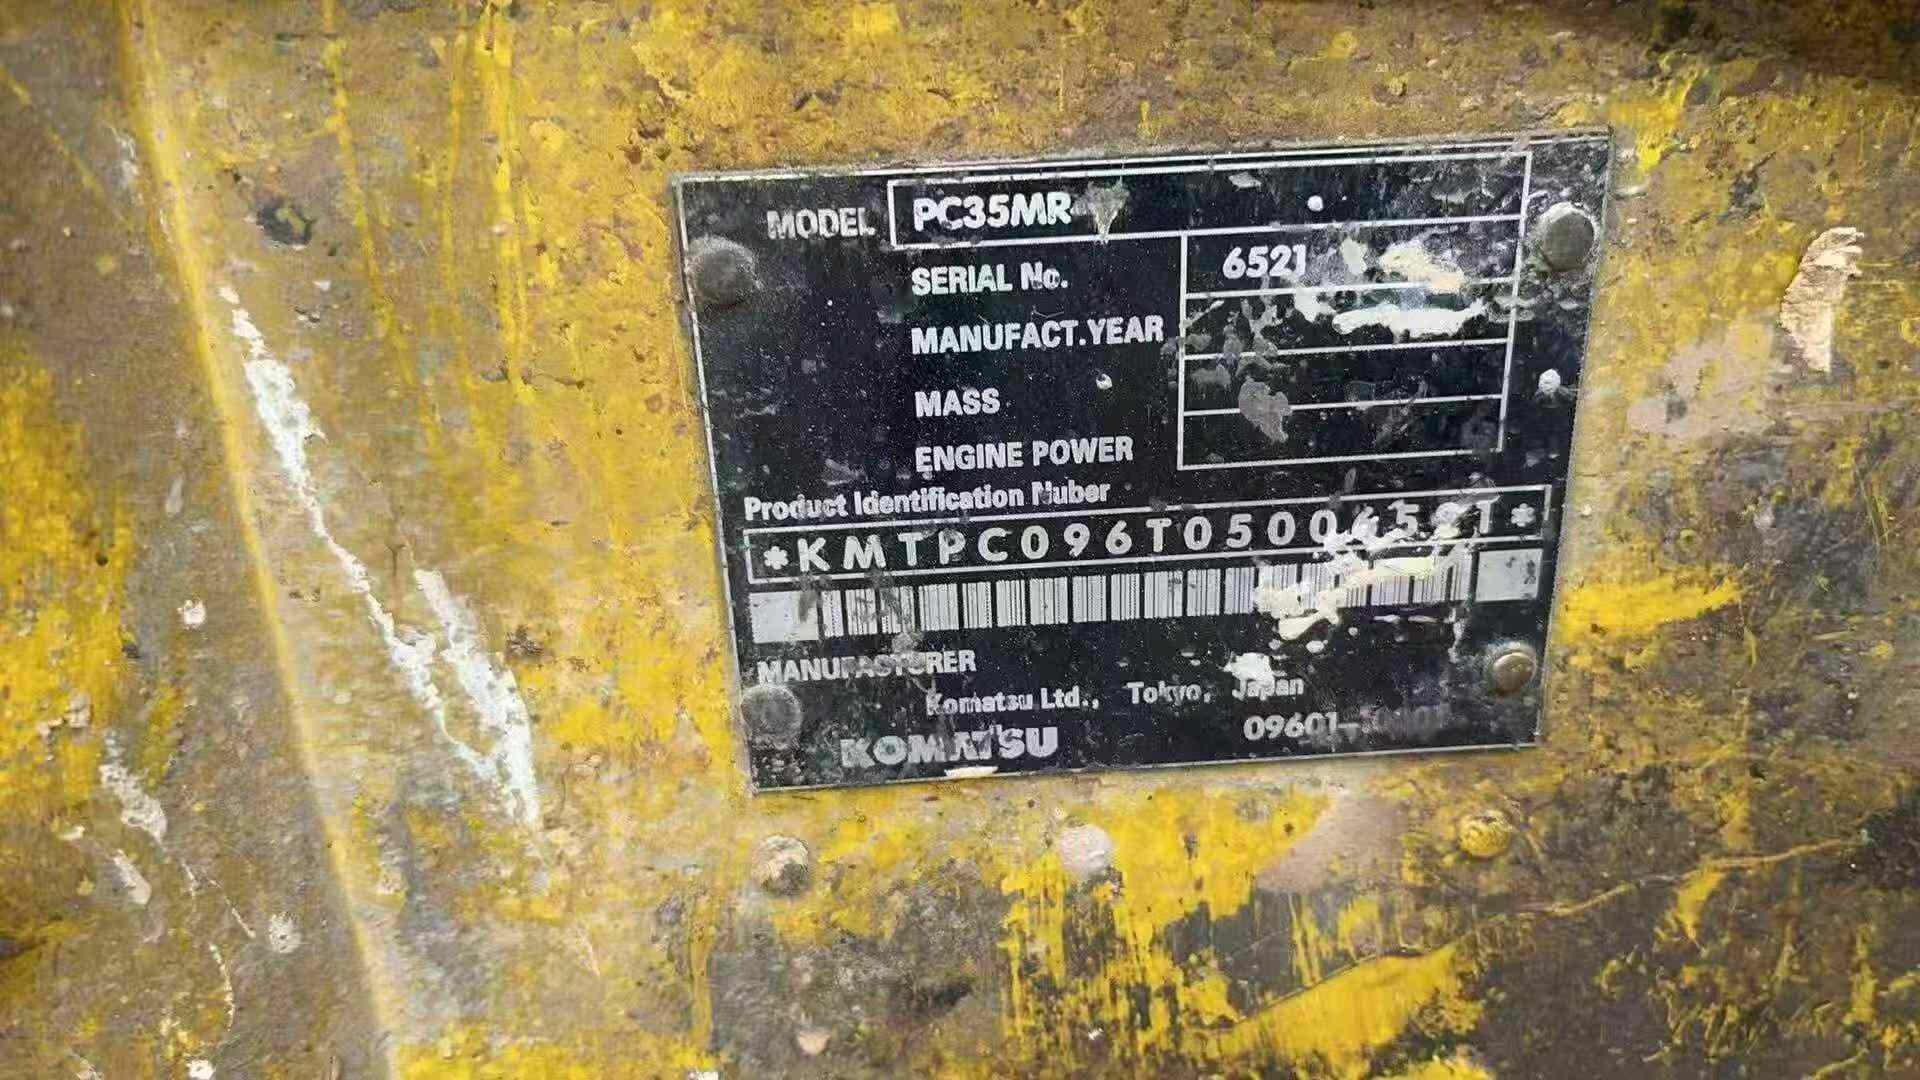 MODEL PC35MR
SERIAL No. 6521
MANUFACT.YEAR
MASS
ENGINE POWER
Product Identification Nuber
MANUFACTURER
Komatsu Ltd., Tokyo, Japan
KOMATSU